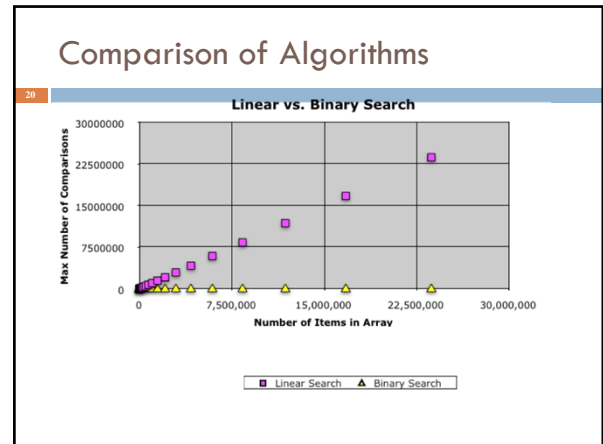 Comparison of Algorithms
20
Linear vs. Binary Search
Max Number of Comparisons
30000000
22500000
15000000
7500000
0
0 7,500,000 15,000,000 22,500,000 30,000,000
Number of Items in Array
Linear Search Binary Search